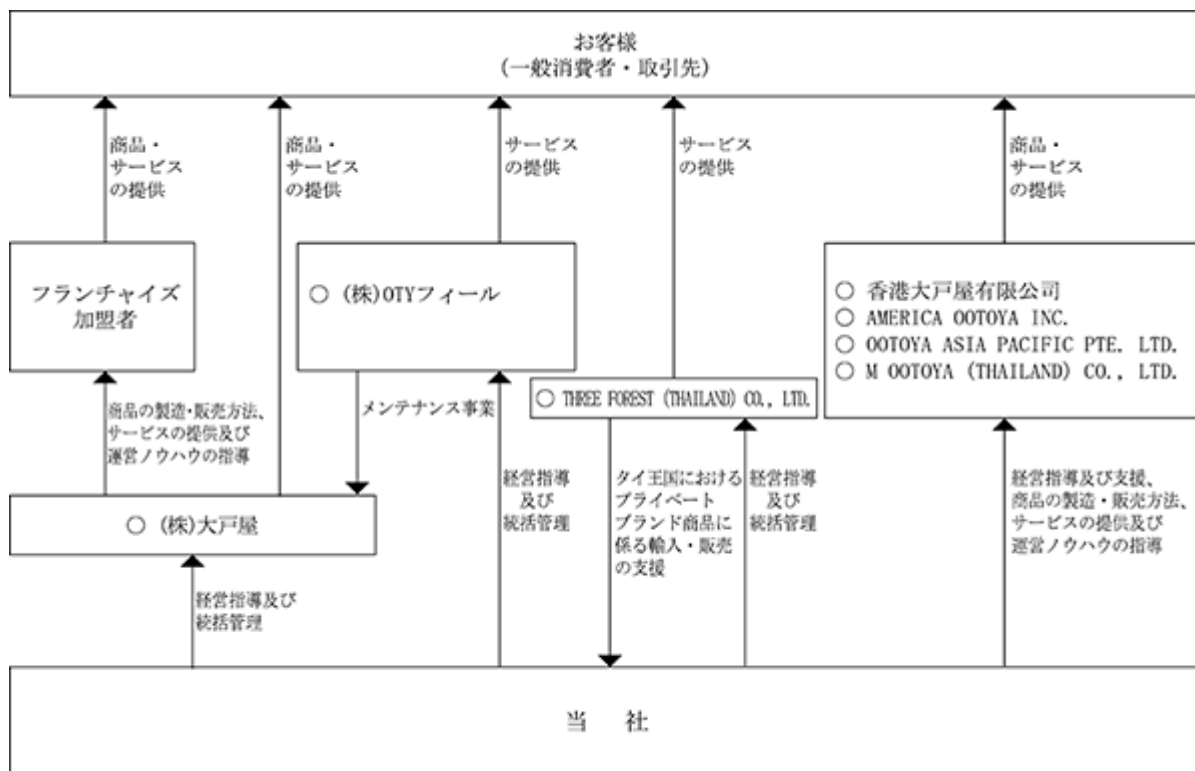 お客様
(一般消費者・取引先)
商品・
サービス
の提供
商品・
サービス
の提供
サービス
の提供
サービス
の提供
商品・
サービス
の提供
フランチャイズ
加盟者
○ (株)OTYフィール
○ 香港大戸屋有限公司
○ AMERICA OOTOYA INC.
○ OOTOYA ASIA PACIFIC PTE. LTD.
○ M OOTOYA (THAILAND) CO., LTD.
○ THREE FOREST (THAILAND) CO., LTD.
商品の製造・販売方法、
サービスの提供及び
運営ノウハウの指導
メンテナンス事業
経営指導
及び
統括管理
タイ王国における
プライベート
ブランド商品に
係る輸入・販売
の支援
経営指導
及び
統括管理
経営指導及び支援、
商品の製造・販売方法、
サービスの提供及び
運営ノウハウの指導
○ (株)大戸屋
経営指導及び
統括管理
当 社